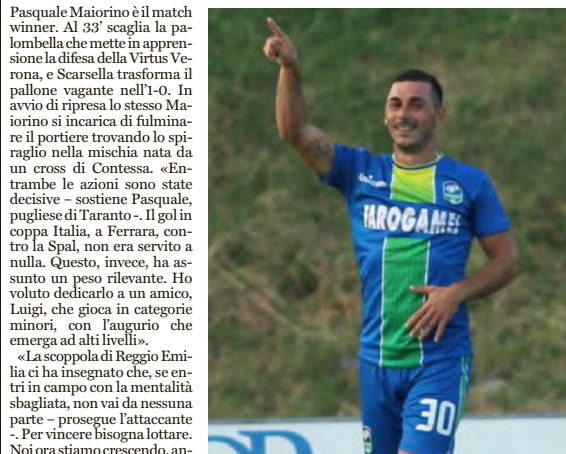 Pasquale Maiorino è il match
winner. Al 33’ scaglia la pa-
lombella che mette in appren-
sione la difesa della Virtus Ve-
rona, e Scarsella trasforma il
pallone vagante nell’1-0. In
avvio di ripresa lo stesso Ma-
iorino si incarica di fulmina-
re il portiere trovando lo spi-
raglio nella mischia nata da
un cross di Contessa. «En-
trambe le azioni sono state
decisive – sostiene Pasquale,
pugliese di Taranto -. Il gol in
coppa Italia, a Ferrara, con-
tro la Spal, non era servito a
nulla. Questo, invece, ha as-
sunto un peso rilevante. Ho
voluto dedicarlo a un amico,
Luigi, che gioca in categorie
minori, con l’augurio che
emerga ad alti livelli».
«La scoppola di Reggio Emi-
lia ci ha insegnato che, se en-
tri in campo con la mentalità
sbagliata, non vai da nessuna
parte – prosegue l’attaccante
-. Per vincere bisogna lottare.
Noi ora stiamo crescendo, an-
FAROGAMES
30